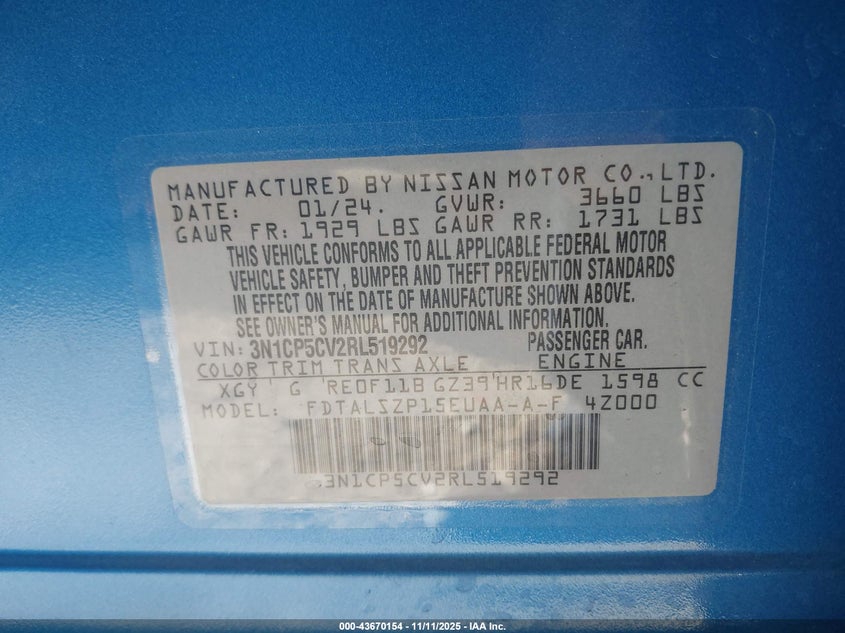 MANUFACTURED BY NISSAN MOTOR CO., LTD.
DATE: 01/24. GVWR: 3660 LBS
GAWR FR: 1929 LBS GAWR RR: 1731 LBS
THIS VEHICLE CONFORMS TO ALL APPLICABLE FEDERAL MOTOR
VEHICLE SAFETY, BUMPER AND THEFT PREVENTION STANDARDS
IN EFFECT ON THE DATE OF MANUFACTURE SHOWN ABOVE.
SEE OWNER'S MANUAL FOR ADDITIONAL INFORMATION.
VIN: 3N1CP5CV2RL519292 PASSENGER CAR.
COLOR TRIM TRANS AXLE ENGINE
XGY G RE0F11B GZ39 HR16DE 1598 CC
MODEL: FDTALSZP15EUAA-A-F 4Z000
3N1CP5CV2RL519292
000-43670154 - 11/11/2025 - IAA Inc.